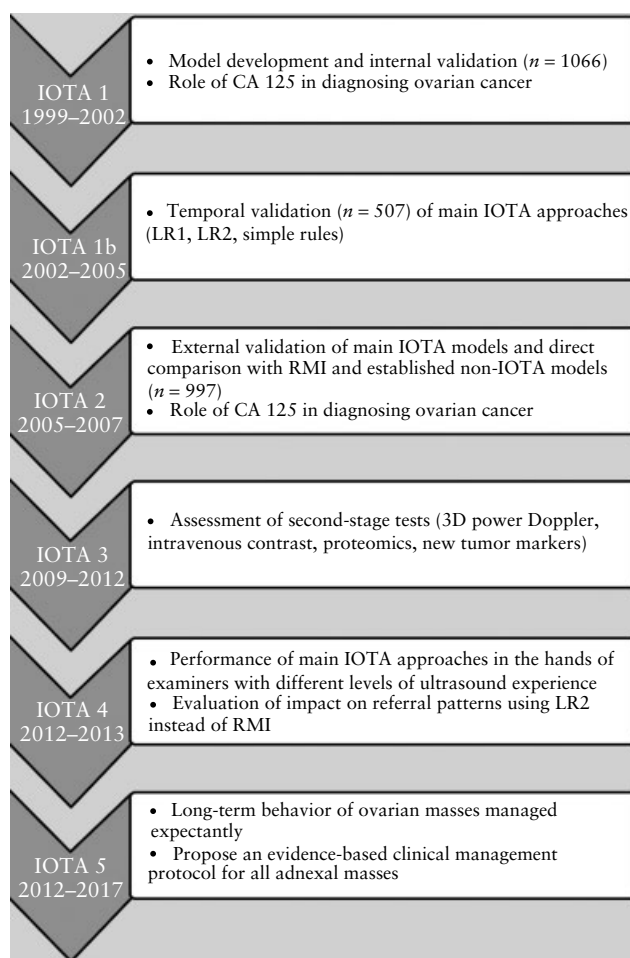 IOTA 1
1999–2002
• Model development and internal validation (n = 1066)
• Role of CA 125 in diagnosing ovarian cancer
IOTA 1b
2002–2005
• Temporal validation (n = 507) of main IOTA approaches
(LR1, LR2, simple rules)
IOTA 2
2005–2007
• External validation of main IOTA models and direct
comparison with RMI and established non-IOTA models
(n = 997)
• Role of CA 125 in diagnosing ovarian cancer
IOTA 3
2009–2012
• Assessment of second-stage tests (3D power Doppler,
intravenous contrast, proteomics, new tumor markers)
IOTA 4
2012–2013
• Performance of main IOTA approaches in the hands of
examiners with different levels of ultrasound experience
• Evaluation of impact on referral patterns using LR2
instead of RMI
IOTA 5
2012–2017
• Long-term behavior of ovarian masses managed
expectantly
• Propose an evidence-based clinical management
protocol for all adnexal masses